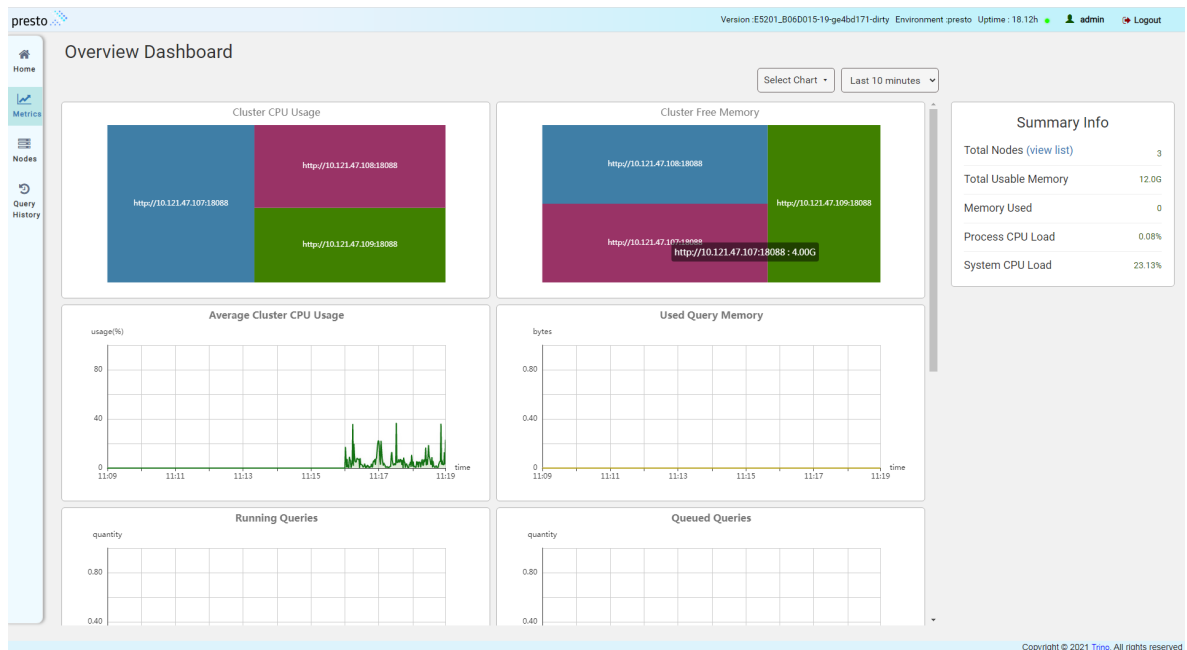 presto
Version :E5201_B06D015-19-ge4bd171-dirty Environment :presto Uptime : 18.12h admin Logout
Home
Metrics
Nodes
Query
History
Overview Dashboard
Select Chart Last 10 minutes
Cluster CPU Usage
http://10.121.47.107:18088
http://10.121.47.108:18088
http://10.121.47.109:18088
Cluster Free Memory
http://10.121.47.108:18088
http://10.121.47.107:18088
http://10.121.47.109:18088
http://10.121.47.107:18088 : 4.00G
Summary Info
Total Nodes (view list) 3
Total Usable Memory 12.0G
Memory Used 0
Process CPU Load 0.08%
System CPU Load 23.13%
Average Cluster CPU Usage
usage(%)
80
40
0
11:09 11:11 11:13 11:15 11:17 11:19
time
Used Query Memory
bytes
0.80
0.40
0
11:09 11:11 11:13 11:15 11:17 11:19
time
Running Queries
quantity
0.80
0.40
Queued Queries
quantity
0.80
0.40
Copyright © 2021 Trino. All rights reserved